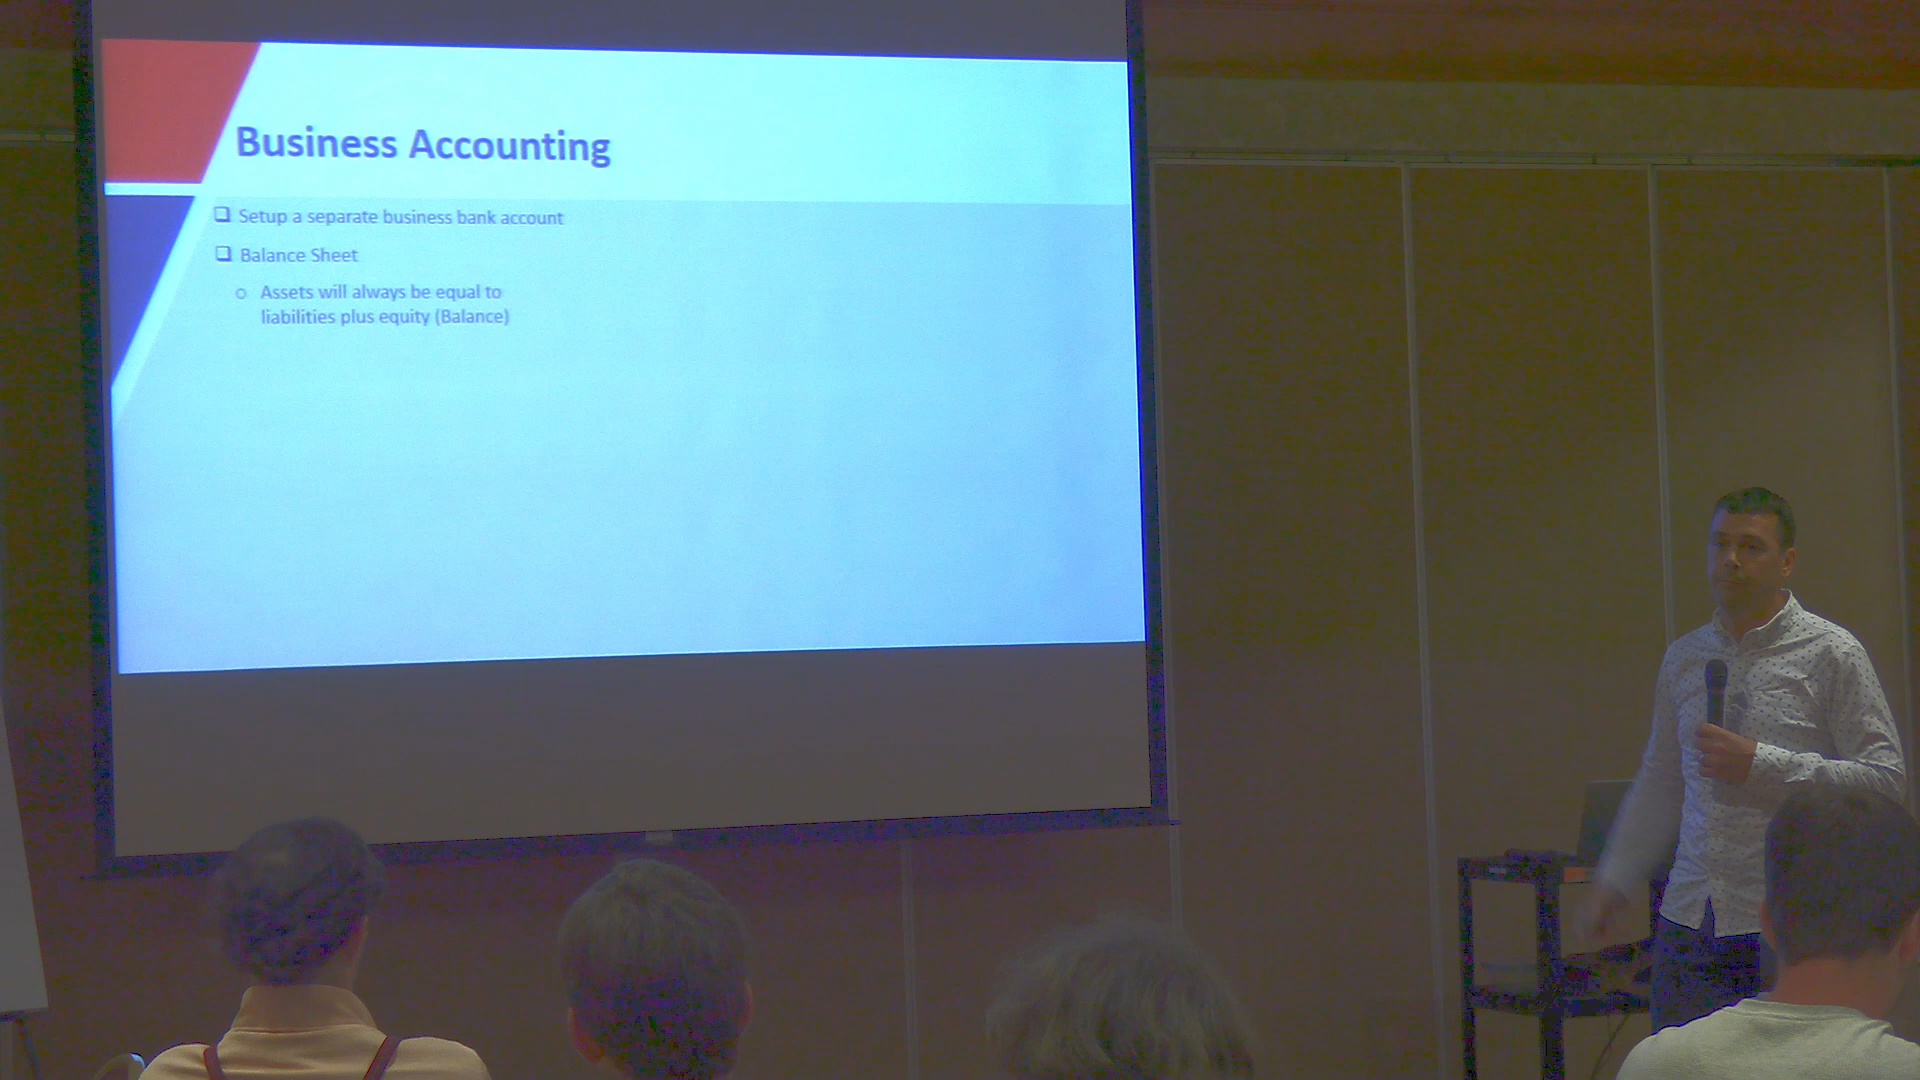 Business Accounting
❑ Setup a separate business bank account
❑ Balance Sheet
o Assets will always be equal to
liabilities plus equity (Balance)